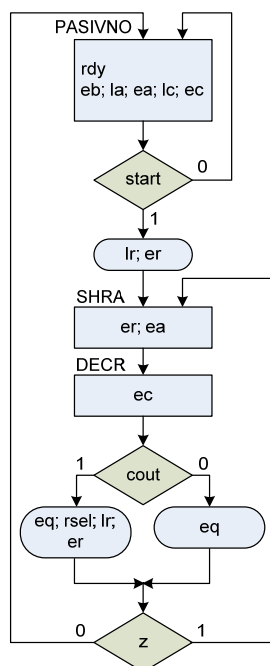 PASIVNO
rdy
eb; la; ea; lc; ec
start
0
1
lr; er
SHRA
er; ea
DECR
ec
cout
1
0
eq; rsel; lr;
er
eq
z
0
1